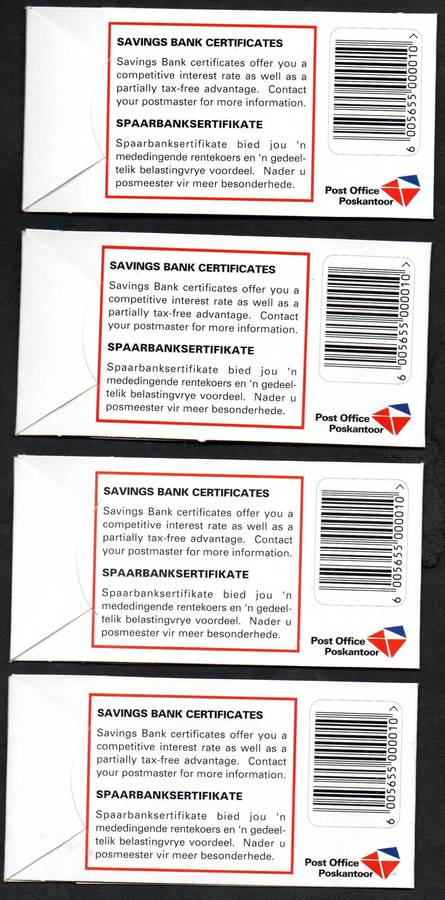 SAVINGS BANK CERTIFICATES
Savings Bank certificates offer you a
competitive interest rate as well as a
partially tax-free advantage. Contact
your postmaster for more information.
SPAARBANKSERTIFIKATE
Spaarbanksertifikate bied jou 'n
mededingende rentekoers en 'n gedeel-
telik belastingvrye voordeel. Nader u
posmeester vir meer besonderhede.
6 005655 000010 >
Post Office
Poskantoor
SAVINGS BANK CERTIFICATES
Savings Bank certificates offer you a
competitive interest rate as well as a
partially tax-free advantage. Contact
your postmaster for more information.
SPAARBANKSERTIFIKATE
Spaarbanksertifikate bied jou 'n
mededingende rentekoers en 'n gedeel-
telik belastingvrye voordeel. Nader u
posmeester vir meer besonderhede.
6 005655 000010 >
Post Office
Poskantoor
SAVINGS BANK CERTIFICATES
Savings Bank certificates offer you a
competitive interest rate as well as a
partially tax-free advantage. Contact
your postmaster for more information.
SPAARBANKSERTIFIKATE
Spaarbanksertifikate bied jou 'n
mededingende rentekoers en 'n gedeel-
telik belastingvrye voordeel. Nader u
posmeester vir meer besonderhede.
6 005655 000010 >
Post Office
Poskantoor
SAVINGS BANK CERTIFICATES
Savings Bank certificates offer you a
competitive interest rate as well as a
partially tax-free advantage. Contact
your postmaster for more information.
SPAARBANKSERTIFIKATE
Spaarbanksertifikate bied jou 'n
mededingende rentekoers en 'n gedeel-
telik belastingvrye voordeel. Nader u
posmeester vir meer besonderhede.
6 005655 000010 >
Post Office
Poskantoor